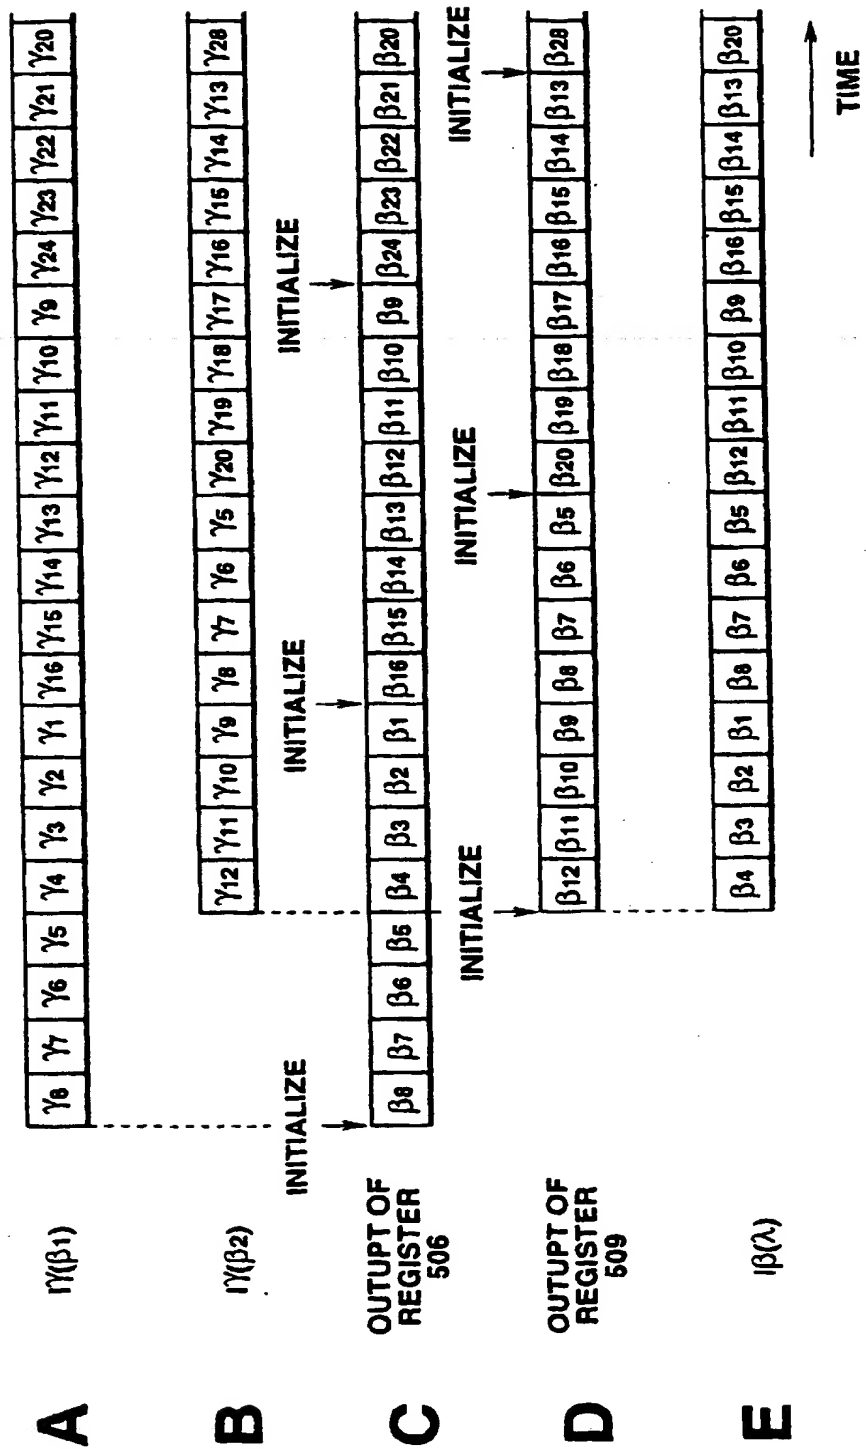 A Iγ(β1) γ8 γ7 γ6 γ5 γ4 γ3 γ2 γ1 γ16 γ15 γ14 γ13 γ12 γ11 γ10 γ9 γ24 γ23 γ22 γ21 γ20
B Iγ(β2) γ12 γ11 γ10 γ9 γ8 γ7 γ6 γ5 γ20 γ19 γ18 γ17 γ16 γ15 γ14 γ13 γ28
INITIALIZE INITIALIZE INITIALIZE
C OUTUPT OF
REGISTER
506
β8 β7 β6 β5 β4 β3 β2 β1 β16 β15 β14 β13 β12 β11 β10 β9 β24 β23 β22 β21 β20
INITIALIZE INITIALIZE INITIALIZE
D OUTUPT OF
REGISTER
509
β12 β11 β10 β9 β8 β7 β6 β5 β20 β19 β18 β17 β16 β15 β14 β13 β28
E Iβ(λ) β4 β3 β2 β1 β8 β7 β6 β5 β12 β11 β10 β9 β16 β15 β14 β13 β20
TIME